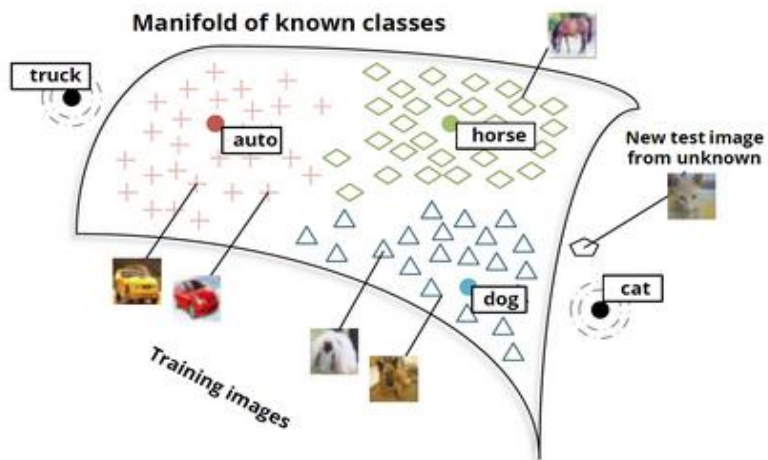 Manifold of known classes
truck
auto
horse
New test image
from unknown
cat
dog
Training images